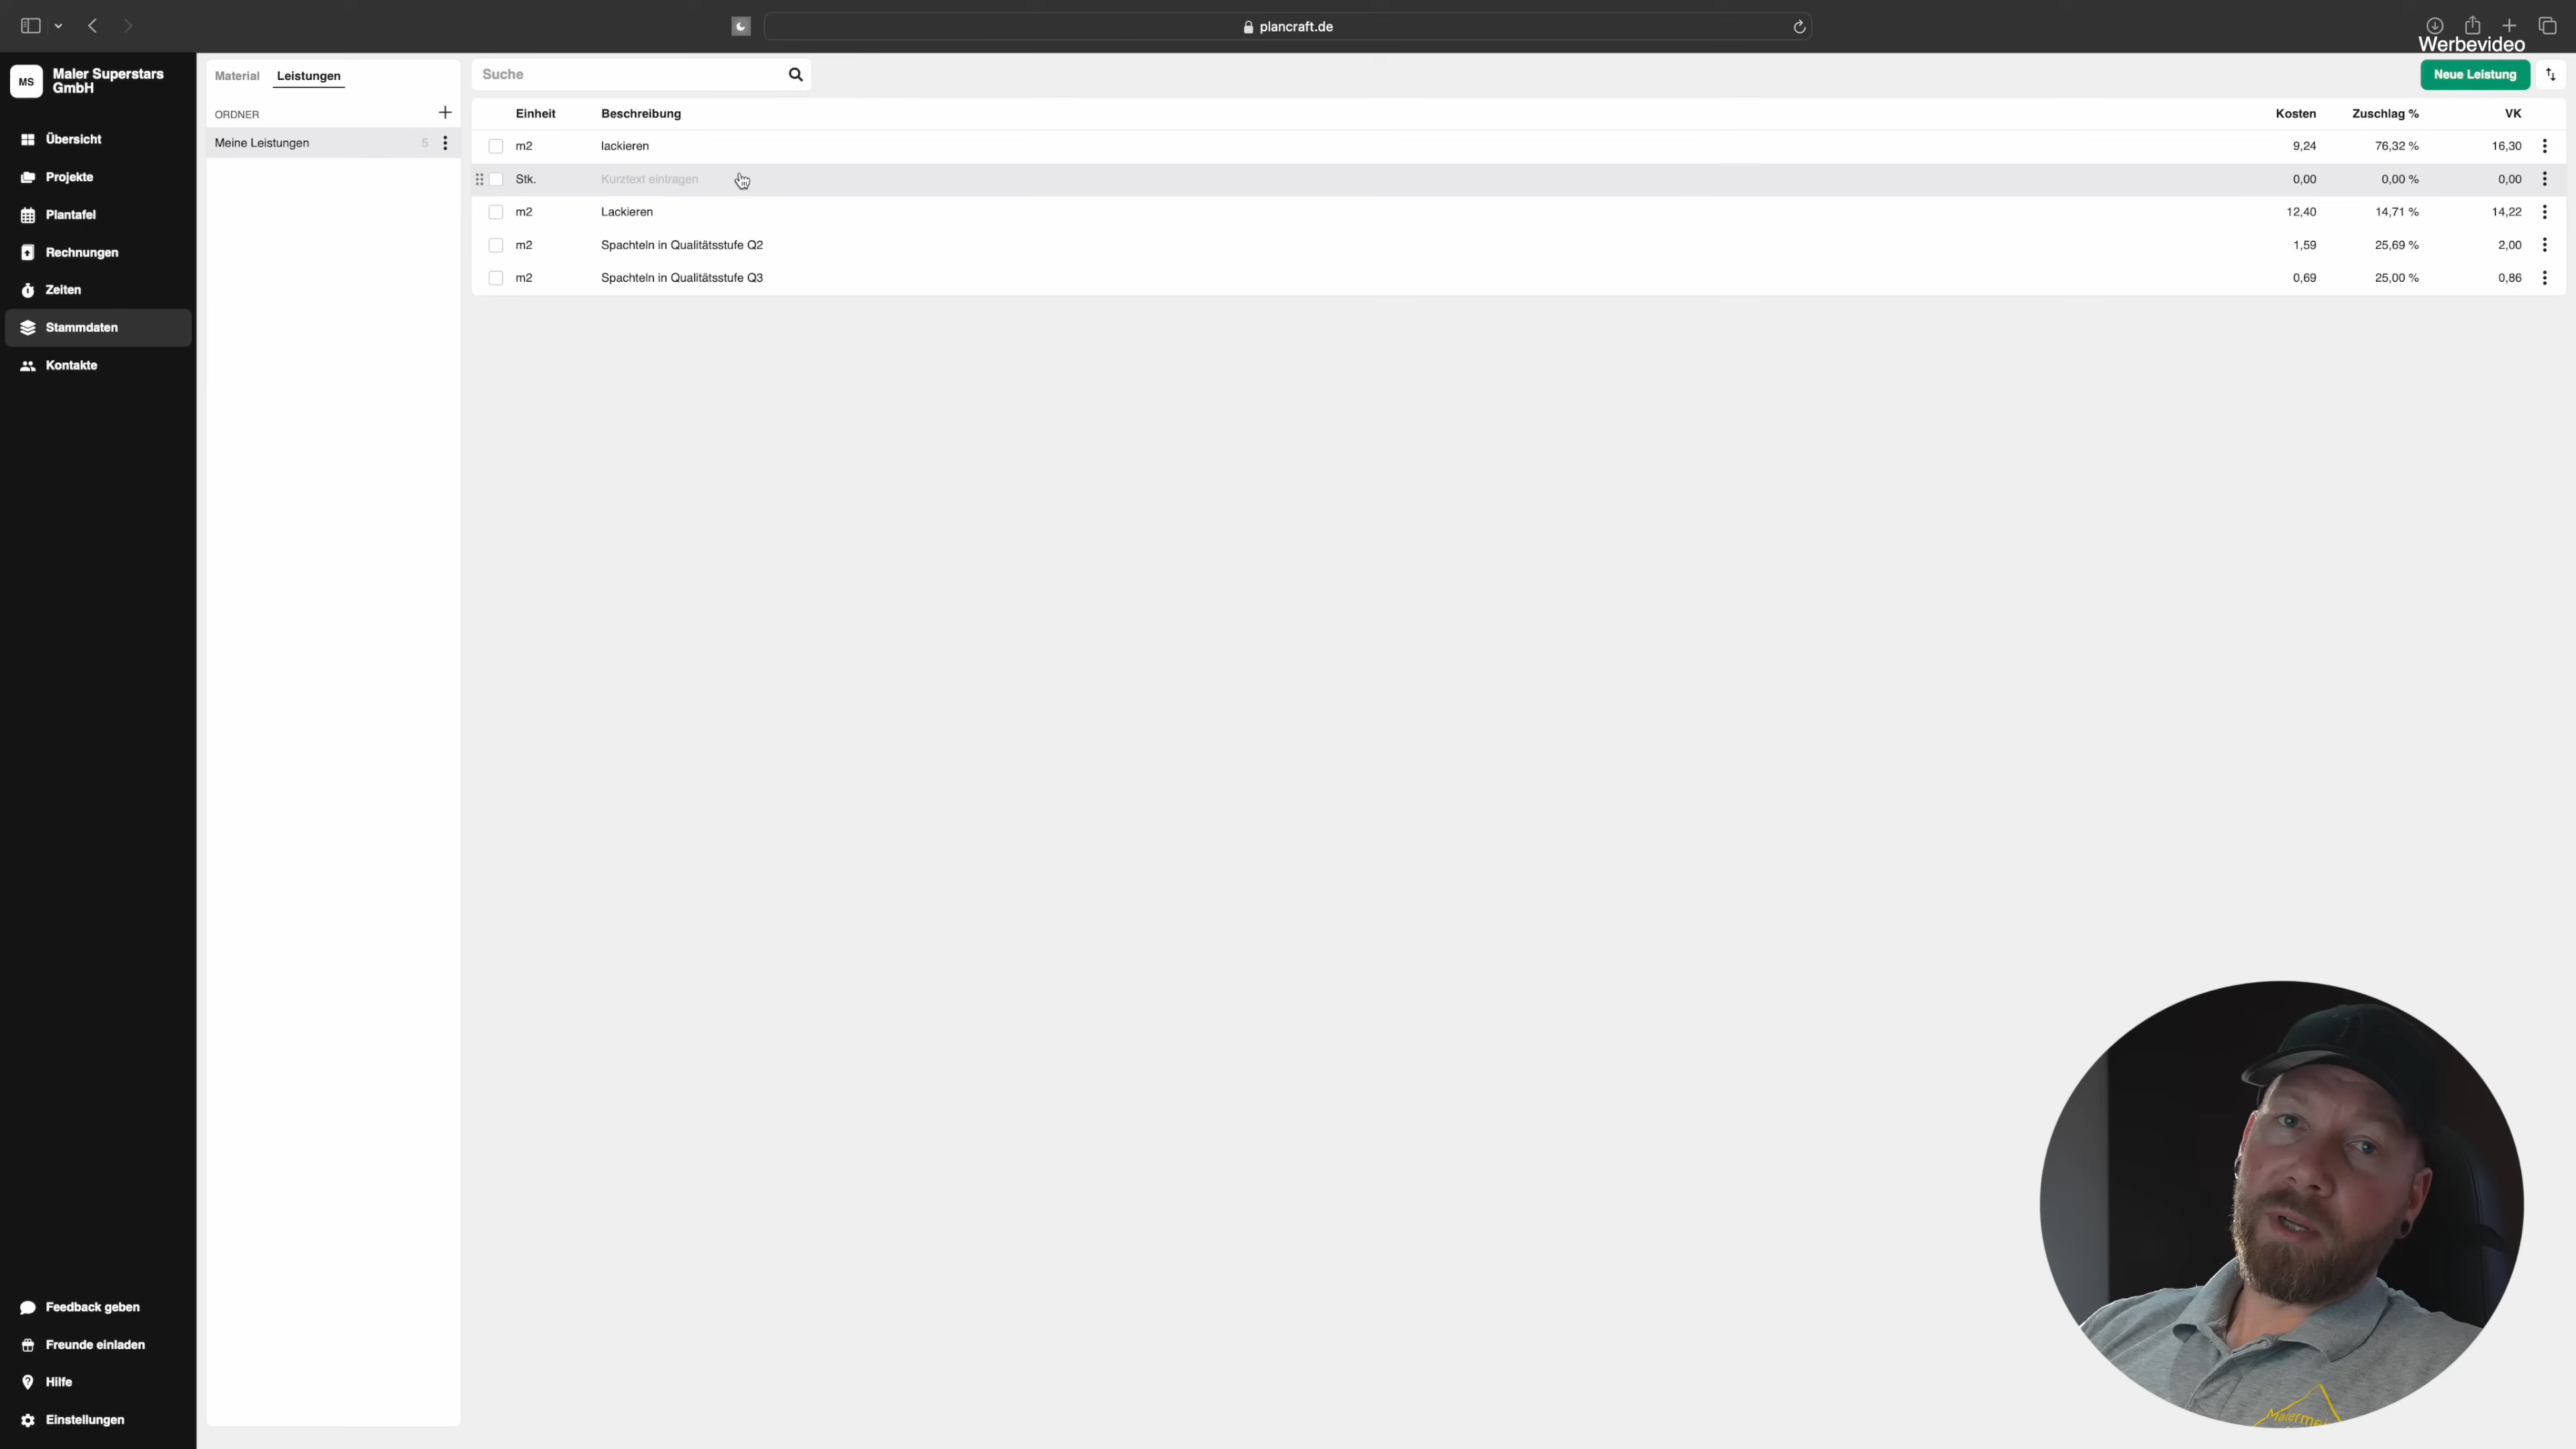 plancraft.de
Werbevideo
MS
Maler Superstars
GmbH
Übersicht
Projekte
Plantafel
Rechnungen
Zeiten
Stammdaten
Kontakte
Feedback geben
Freunde einladen
Hilfe
Einstellungen
Material Leistungen
ORDNER
Meine Leistungen 5
Suche
Neue Leistung
Einheit Beschreibung Kosten Zuschlag % VK
m2 lackieren 9,24 76,32 % 16,30
Stk. Kurztext eintragen 0,00 0,00 % 0,00
m2 Lackieren 12,40 14,71 % 14,22
m2 Spachteln in Qualitätsstufe Q2 1,59 25,69 % 2,00
m2 Spachteln in Qualitätsstufe Q3 0,69 25,00 % 0,86